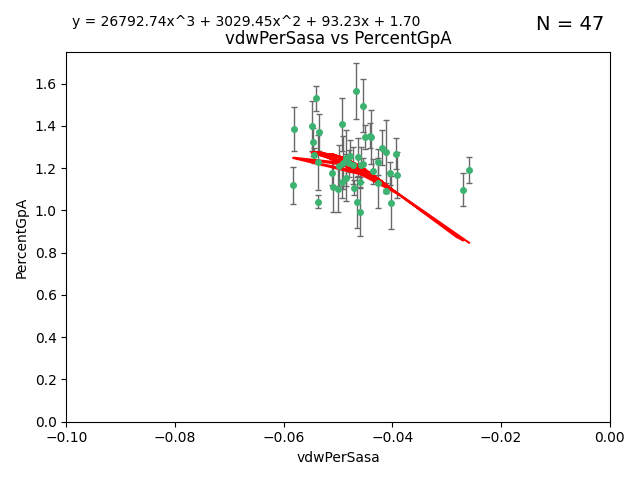 y = 26792.74x^3 + 3029.45x^2 + 93.23x + 1.70
N = 47
vdwPerSasa vs PercentGpA
1.6
1.4
1.2
1.0
0.8
0.6
0.4
0.2
0.0
PercentGpA
−0.10 −0.08 −0.06 −0.04 −0.02 0.00
vdwPerSasa